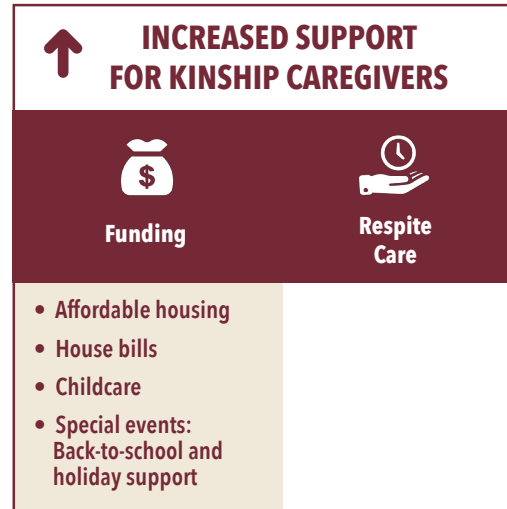 INCREASED SUPPORT
FOR KINSHIP CAREGIVERS
$
Funding
Respite
Care
• Affordable housing
• House bills
• Childcare
• Special events:
Back-to-school and
holiday support